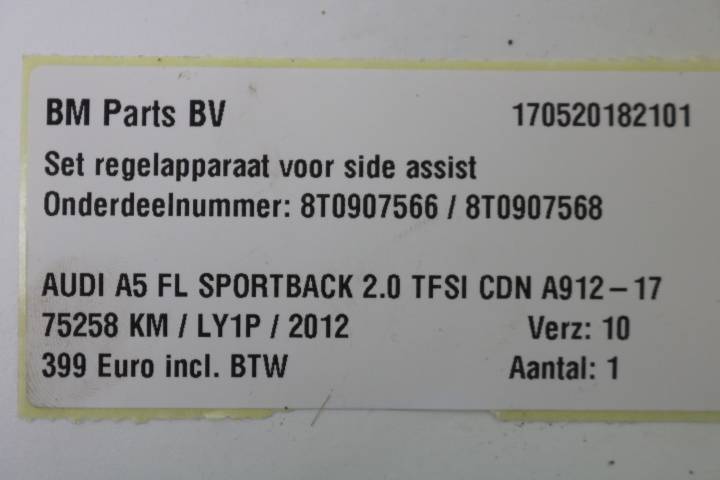 BM Parts BV 170520182101
Set regelapparaat voor side assist
Onderdeelnummer: 8T0907566 / 8T0907568
AUDI A5 FL SPORTBACK 2.0 TFSI CDN A912-17
75258 KM / LY1P / 2012 Verz: 10
399 Euro incl. BTW Aantal: 1